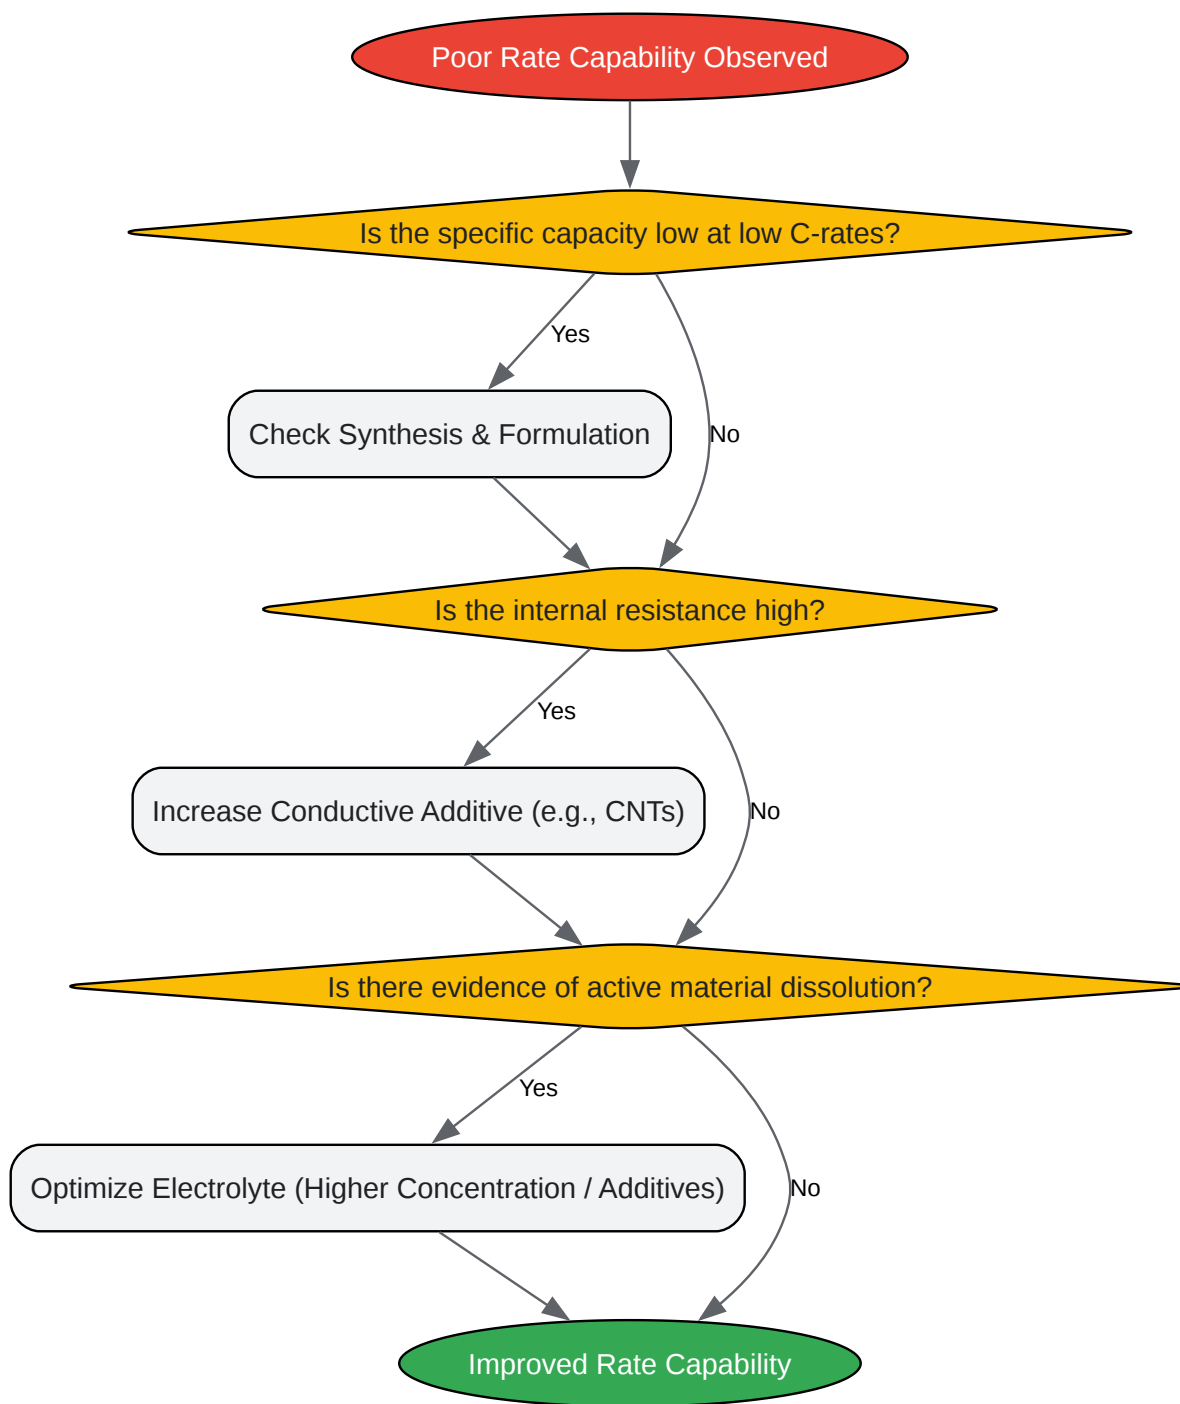 Poor Rate Capability Observed
Is the specific capacity low at low C-rates?
Yes
Check Synthesis & Formulation
No
Is the internal resistance high?
Yes
Increase Conductive Additive (e.g., CNTs)
No
Is there evidence of active material dissolution?
Yes
Optimize Electrolyte (Higher Concentration / Additives)
No
Improved Rate Capability